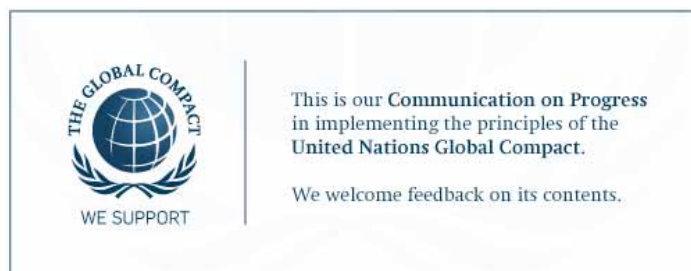 THE GLOBAL COMPACT
WE SUPPORT
This is our Communication on Progress
in implementing the principles of the
United Nations Global Compact.
We welcome feedback on its contents.